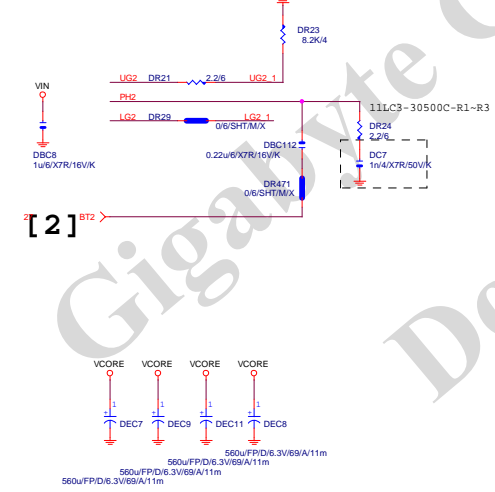 DR23
8.2K/4
UG2 DR21 2.2/6 UG2_1
VIN
PH2
11LC3-30500C-R1~R3
LG2 DR29 LG2_1
0/6/SHT/M/X
DR24
2.2/6
DBC112
0.22u/6/X7R/16V/K
DBC8
1u/6/X7R/16V/K
DC7
1n/4/X7R/50V/K
DR471
0/6/SHT/M/X
[2] BT2
Gigabyte
VCORE VCORE VCORE VCORE
1 1 1 1
+ + + +
DEC7 DEC9 DEC11 DEC8
560u/FP/D/6.3V/69/A/11m
560u/FP/D/6.3V/69/A/11m
560u/FP/D/6.3V/69/A/11m
560u/FP/D/6.3V/69/A/11m